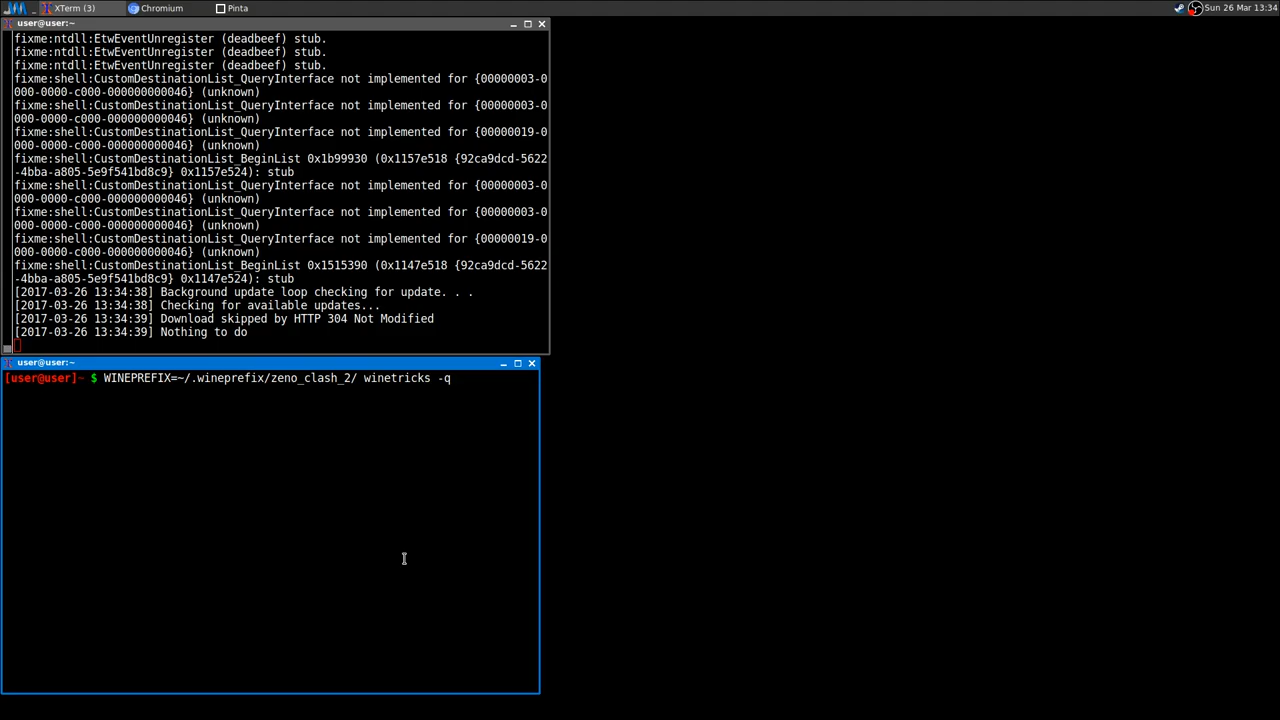 XTerm (3)
Chromium
Pinta
Sun 26 Mar 13:34
user@user:~
fixme:ntdll:EtwEventUnregister (deadbeef) stub.
fixme:ntdll:EtwEventUnregister (deadbeef) stub.
fixme:ntdll:EtwEventUnregister (deadbeef) stub.
fixme:shell:CustomDestinationList_QueryInterface not implemented for {00000003-0
000-0000-c000-000000000046} (unknown)
fixme:shell:CustomDestinationList_QueryInterface not implemented for {00000003-0
000-0000-c000-000000000046} (unknown)
fixme:shell:CustomDestinationList_QueryInterface not implemented for {00000019-0
000-0000-c000-000000000046} (unknown)
fixme:shell:CustomDestinationList_BeginList 0x1b99930 (0x1157e518 {92ca9dcd-5622
-4bba-a805-5e9f541bd8c9} 0x1157e524): stub
fixme:shell:CustomDestinationList_QueryInterface not implemented for {00000003-0
000-0000-c000-000000000046} (unknown)
fixme:shell:CustomDestinationList_QueryInterface not implemented for {00000003-0
000-0000-c000-000000000046} (unknown)
fixme:shell:CustomDestinationList_QueryInterface not implemented for {00000019-0
000-0000-c000-000000000046} (unknown)
fixme:shell:CustomDestinationList_BeginList 0x1515390 (0x1147e518 {92ca9dcd-5622
-4bba-a805-5e9f541bd8c9} 0x1147e524): stub
[2017-03-26 13:34:38] Background update loop checking for update. . .
[2017-03-26 13:34:38] Checking for available updates...
[2017-03-26 13:34:39] Download skipped by HTTP 304 Not Modified
[2017-03-26 13:34:39] Nothing to do
user@user:~
[user@user]~ $ WINEPREFIX=~/.wineprefix/zeno_clash_2/ winetricks -q